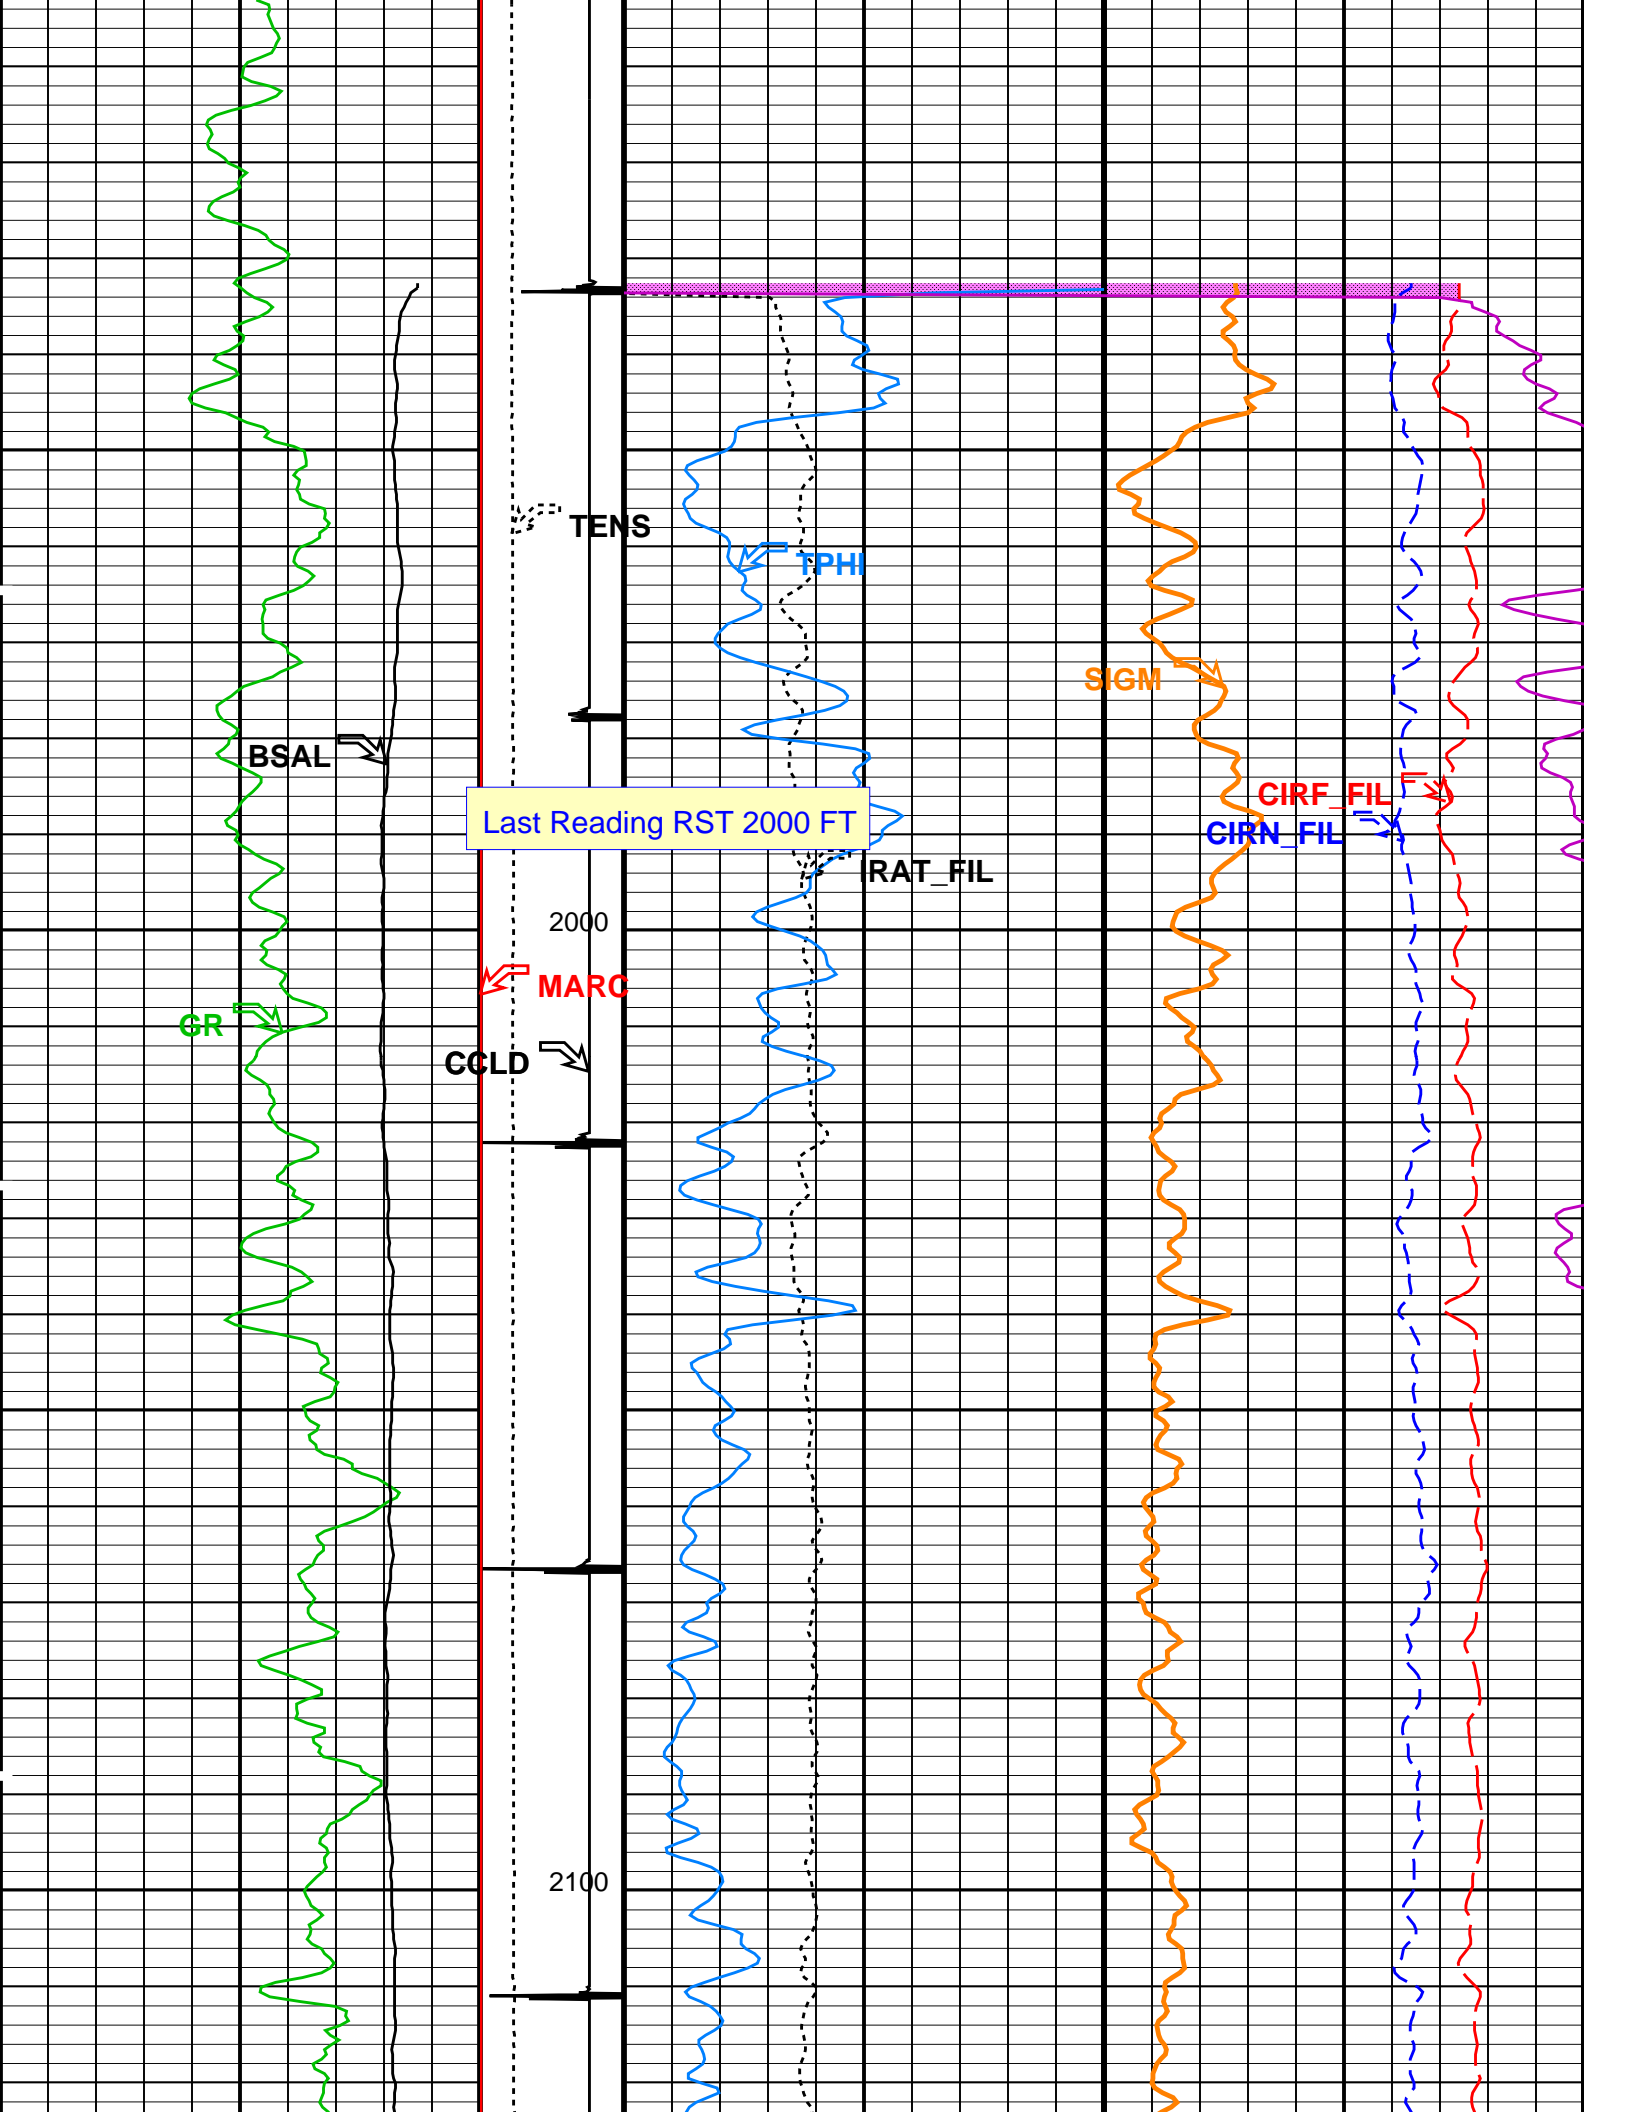 TENS
TPHI
SIGM
BSAL
CIRF_FIL
Last Reading RST 2000 FT
CIRN_FIL
IRAT_FIL
2000
MARC
GR
CCLD
2100